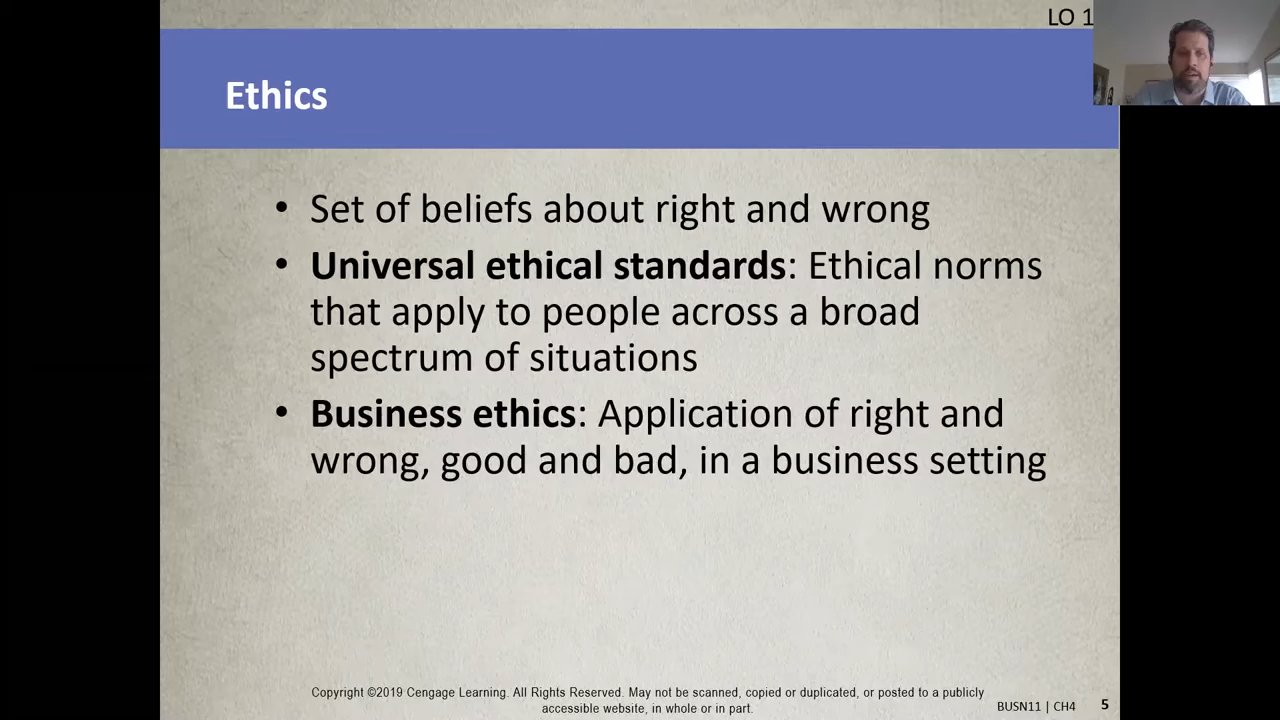 LO 1
Ethics
• Set of beliefs about right and wrong
• Universal ethical standards: Ethical norms
that apply to people across a broad
spectrum of situations
• Business ethics: Application of right and
wrong, good and bad, in a business setting
Copyright ©2019 Cengage Learning. All Rights Reserved. May not be scanned, copied or duplicated, or posted to a publicly
accessible website, in whole or in part.
BUSN11 | CH4 5